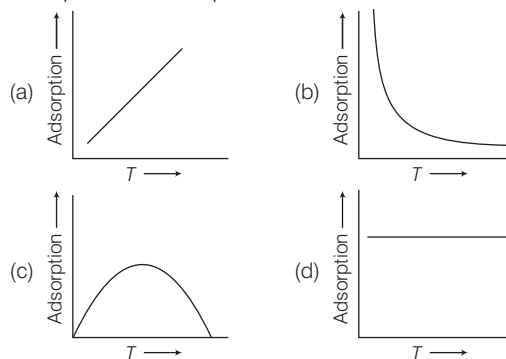 (a) Adsorption
T
(b) Adsorption
T
(c) Adsorption
T
(d) Adsorption
T